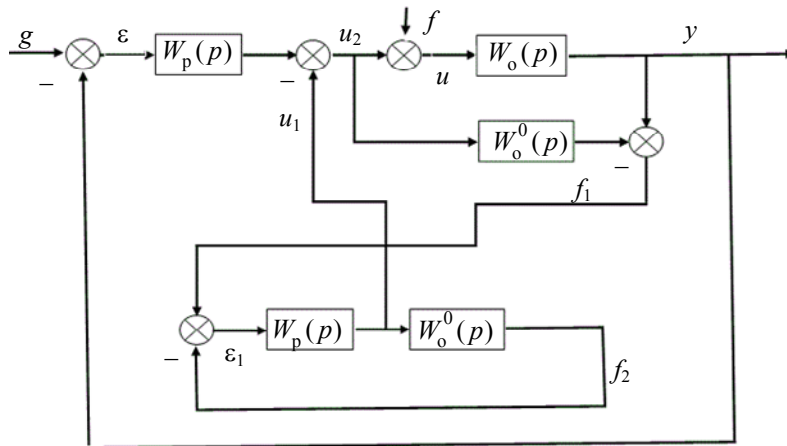 g
ε
W_p(p)
u_2
f
u
W_o(p)
y
−
−
u_1
W_o^0(p)
−
f_1
W_p(p)
W_o^0(p)
−
ε_1
f_2